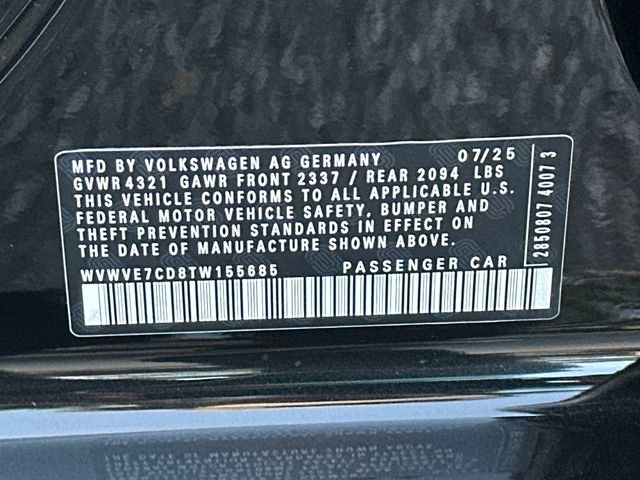 MFD BY VOLKSWAGEN AG GERMANY 07/25
GVWR 4321 GAWR FRONT 2337 / REAR 2094 LBS
THIS VEHICLE CONFORMS TO ALL APPLICABLE U.S.
FEDERAL MOTOR VEHICLE SAFETY, BUMPER AND
THEFT PREVENTION STANDARDS IN EFFECT ON
THE DATE OF MANUFACTURE SHOWN ABOVE.
WVWVE7CD8TW155685 PASSENGER CAR
2850807 4007 3